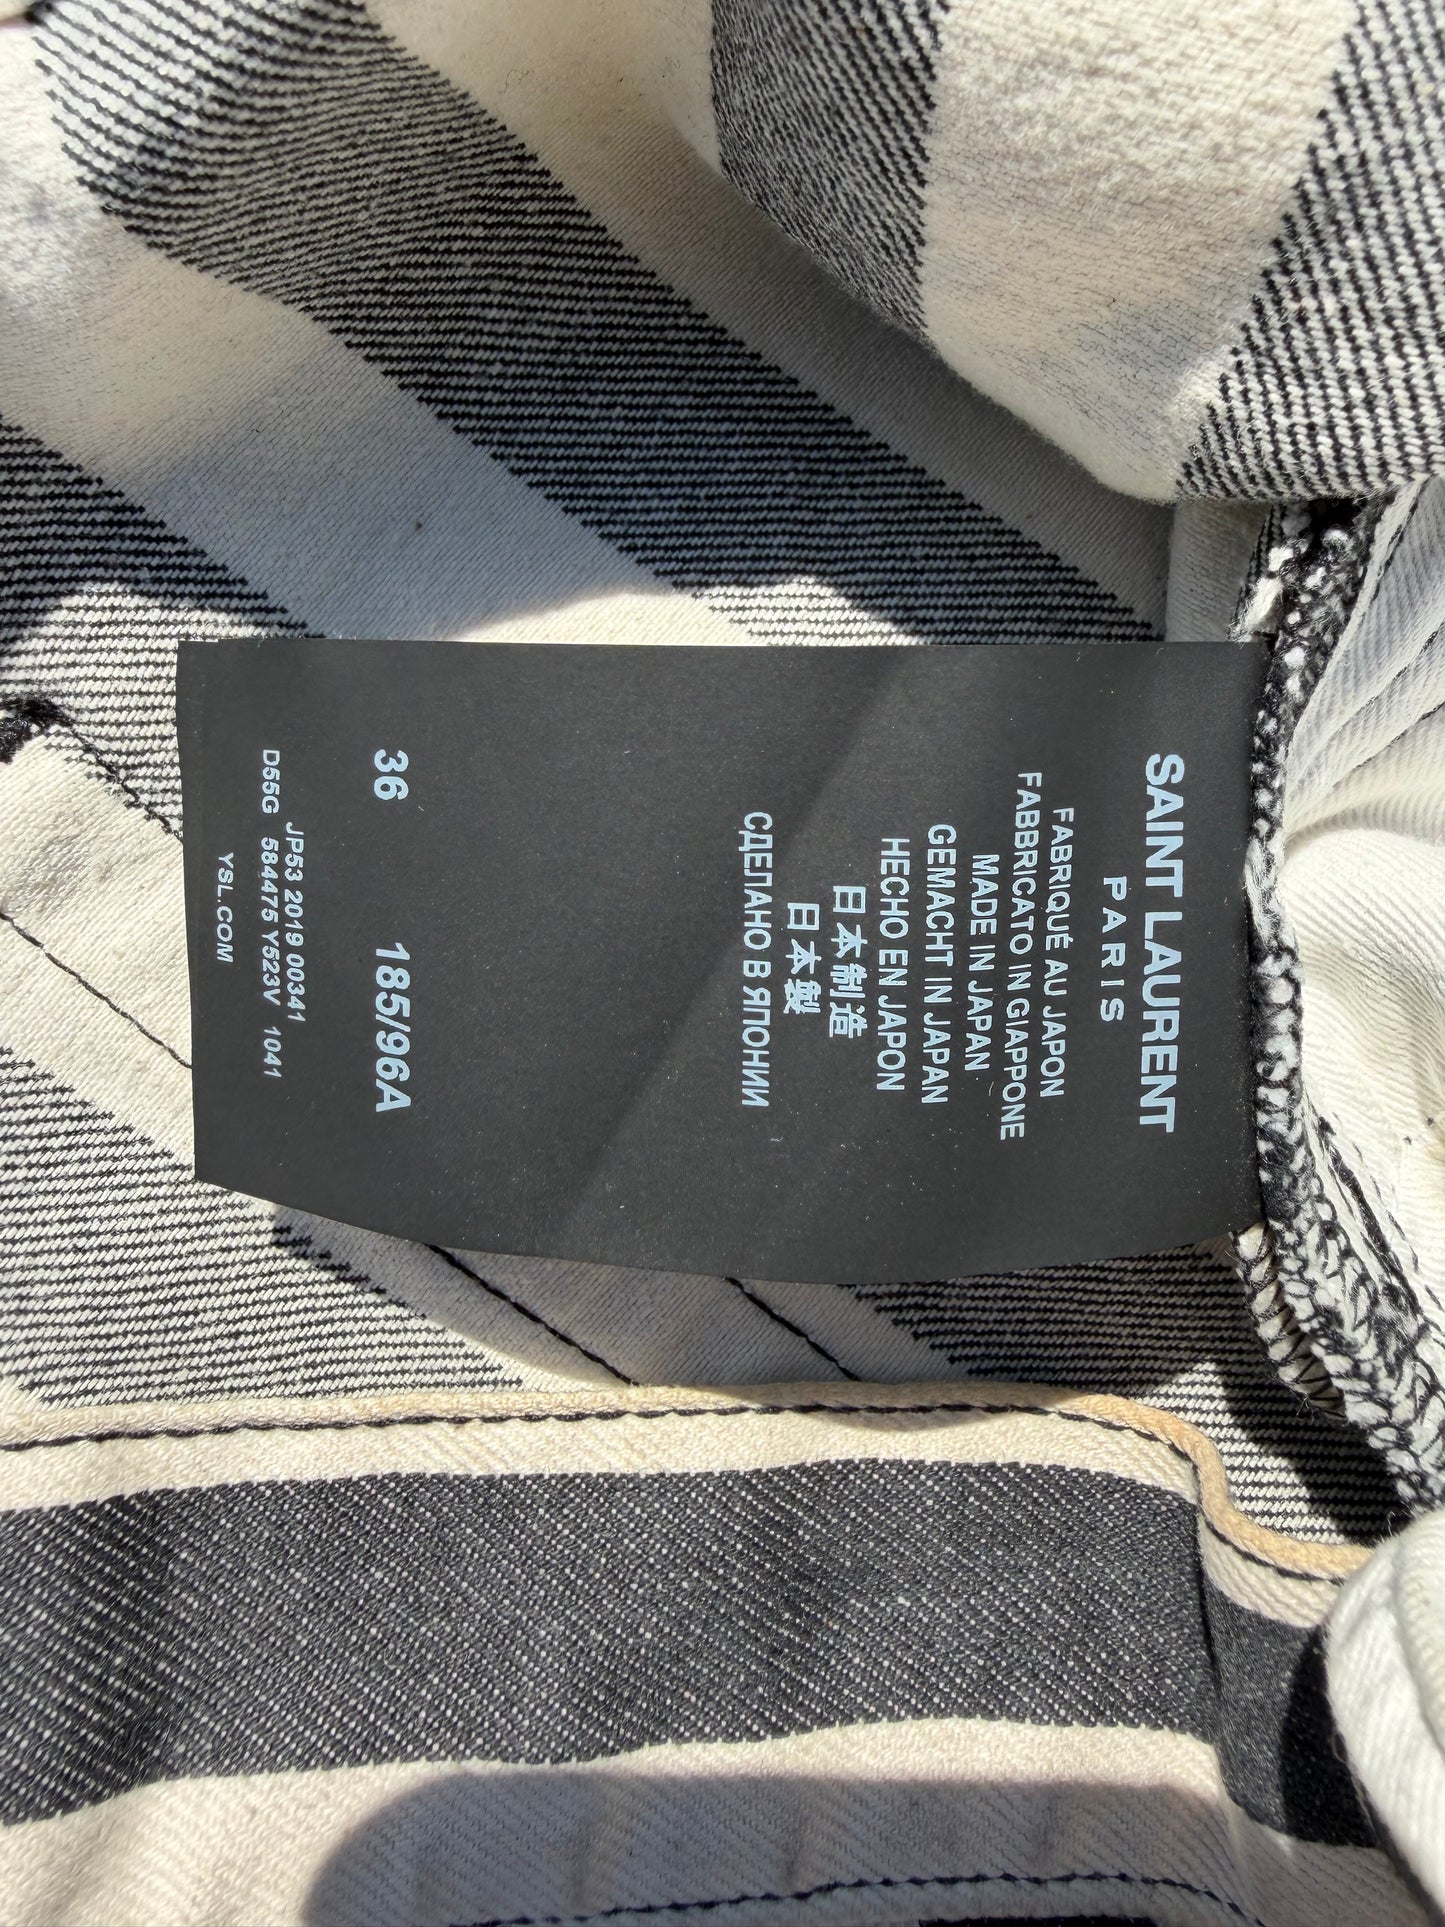 SAINT LAURENT
PARIS
FABRIQUÉ AU JAPON
FABBRICATO IN GIAPPONE
MADE IN JAPAN
GEMACHT IN JAPAN
HECHO EN JAPON
日本制造
日本製
СДЕЛАНО В ЯПОНИИ
36 185/96A
JP53 2019 00341
D55G 584475 Y523V 1041
YSL.COM